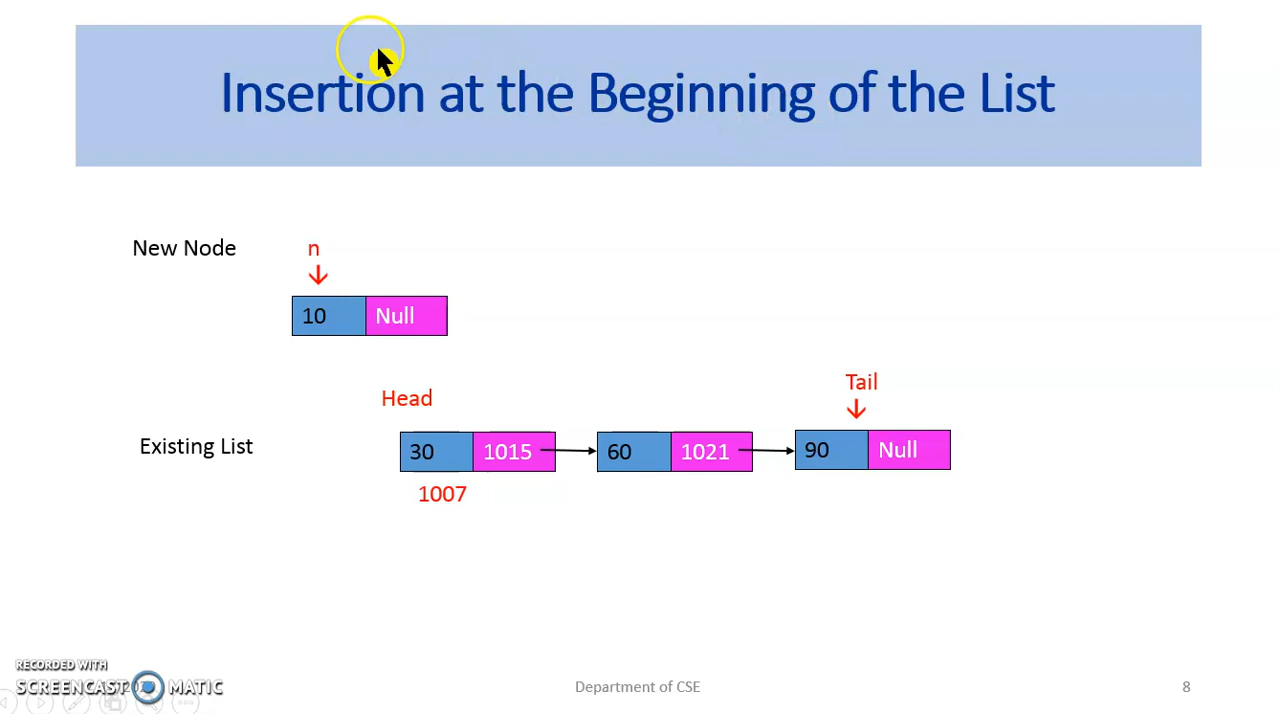 Insertion at the Beginning of the List
New Node
n
10 Null
Head
Tail
Existing List
30 1015
60 1021
90 Null
1007
RECORDED WITH
SCREENCAST MATIC
Department of CSE
8